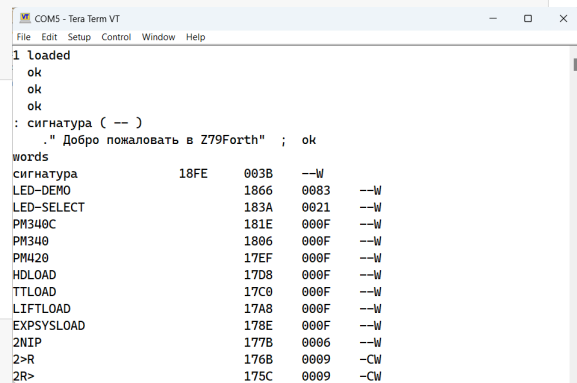 COM5 - Tera Term VT
File Edit Setup Control Window Help
1 loaded
ok
ok
ok
: сигнатура ( -- )
." Добро пожаловать в Z79Forth" ; ok
words
сигнатура 18FE 003B --W
LED-DEMO 1866 0083 --W
LED-SELECT 183A 0021 --W
PM340C 181E 000F --W
PM340 1806 000F --W
PM420 17EF 000F --W
HDLOAD 17D8 000F --W
TTLOAD 17C0 000F --W
LIFTLOAD 17A8 000F --W
EXPSYSLOAD 178E 000F --W
2NIP 177B 0006 --W
2>R 176B 0009 -CW
2R> 175C 0009 -CW